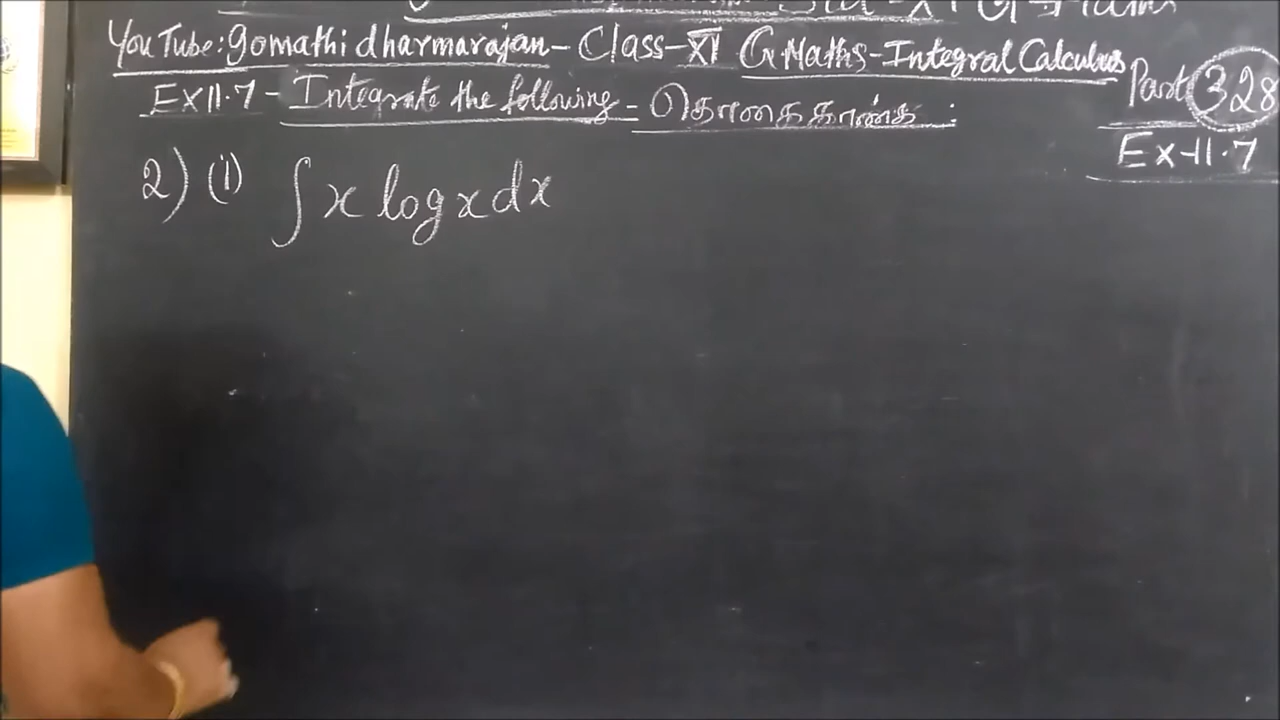 YouTube: gomathi dharmarajan - Class - XI G.Maths - Integral Calculus
Part 328
Ex 11.7 - Integrate the following - தொகை காண்க :
Ex-11.7
2) (i) ∫ x log x dx